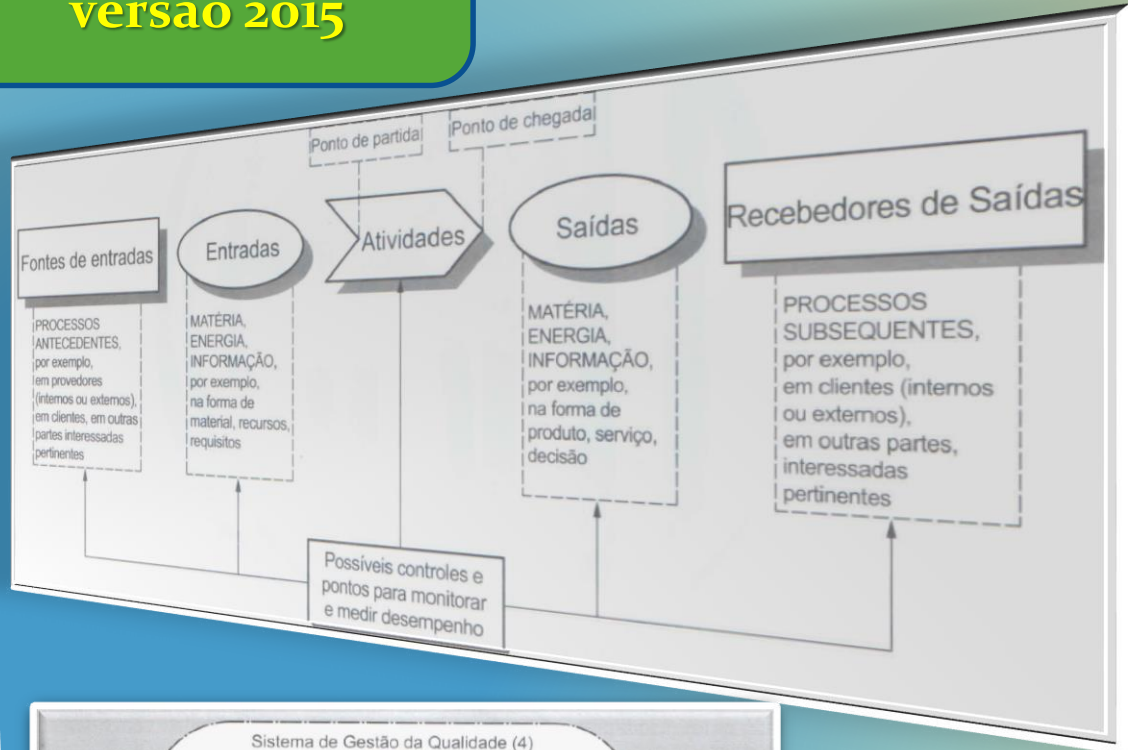 versão 2015
Ponto de partida
Ponto de chegada
Fontes de entradas
Entradas
Atividades
Saídas
Recebedores de Saídas
PROCESSOS
ANTECEDENTES,
por exemplo,
em provedores
(internos ou externos),
em clientes, em outras
partes interessadas
pertinentes
MATÉRIA,
ENERGIA,
INFORMAÇÃO,
por exemplo,
na forma de
material, recursos,
requisitos
MATÉRIA,
ENERGIA,
INFORMAÇÃO,
por exemplo,
na forma de
produto, serviço,
decisão
PROCESSOS
SUBSEQUENTES,
por exemplo,
em clientes (internos
ou externos),
em outras partes,
interessadas
pertinentes
Possíveis controles e
pontos para monitorar
e medir desempenho
Sistema de Gestão da Qualidade (4)